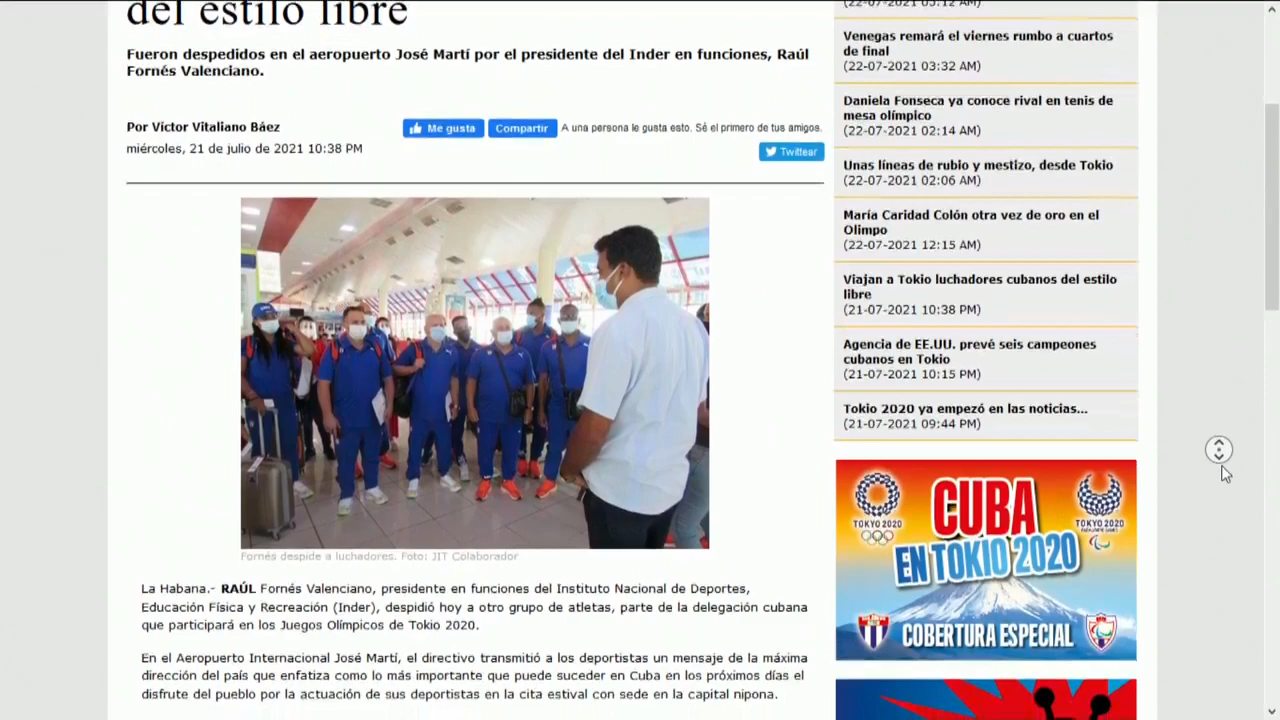 del estilo libre
Fueron despedidos en el aeropuerto José Martí por el presidente del Inder en funciones, Raúl
Fornés Valenciano.
Por Víctor Vitaliano Báez
miércoles, 21 de julio de 2021 10:38 PM
Me gusta
Compartir
A una persona le gusta esto. Sé el primero de tus amigos.
Twittear
Fornés despide a luchadores. Foto: JIT Colaborador
La Habana.- RAÚL Fornés Valenciano, presidente en funciones del Instituto Nacional de Deportes,
Educación Física y Recreación (Inder), despidió hoy a otro grupo de atletas, parte de la delegación cubana
que participará en los Juegos Olímpicos de Tokio 2020.
En el Aeropuerto Internacional José Martí, el directivo transmitió a los deportistas un mensaje de la máxima
dirección del país que enfatiza como lo más importante que puede suceder en Cuba en los próximos días el
disfrute del pueblo por la actuación de sus deportistas en la cita estival con sede en la capital nipona.
(22-07-2021 05:12 AM)
Venegas remará el viernes rumbo a cuartos
de final
(22-07-2021 03:32 AM)
Daniela Fonseca ya conoce rival en tenis de
mesa olímpico
(22-07-2021 02:14 AM)
Unas líneas de rubio y mestizo, desde Tokio
(22-07-2021 02:06 AM)
María Caridad Colón otra vez de oro en el
Olimpo
(22-07-2021 12:15 AM)
Viajan a Tokio luchadores cubanos del estilo
libre
(21-07-2021 10:38 PM)
Agencia de EE.UU. prevé seis campeones
cubanos en Tokio
(21-07-2021 10:15 PM)
Tokio 2020 ya empezó en las noticias...
(21-07-2021 09:44 PM)
TOKYO 2020
CUBA
TOKYO 2020
EN TOKIO 2020
COBERTURA ESPECIAL